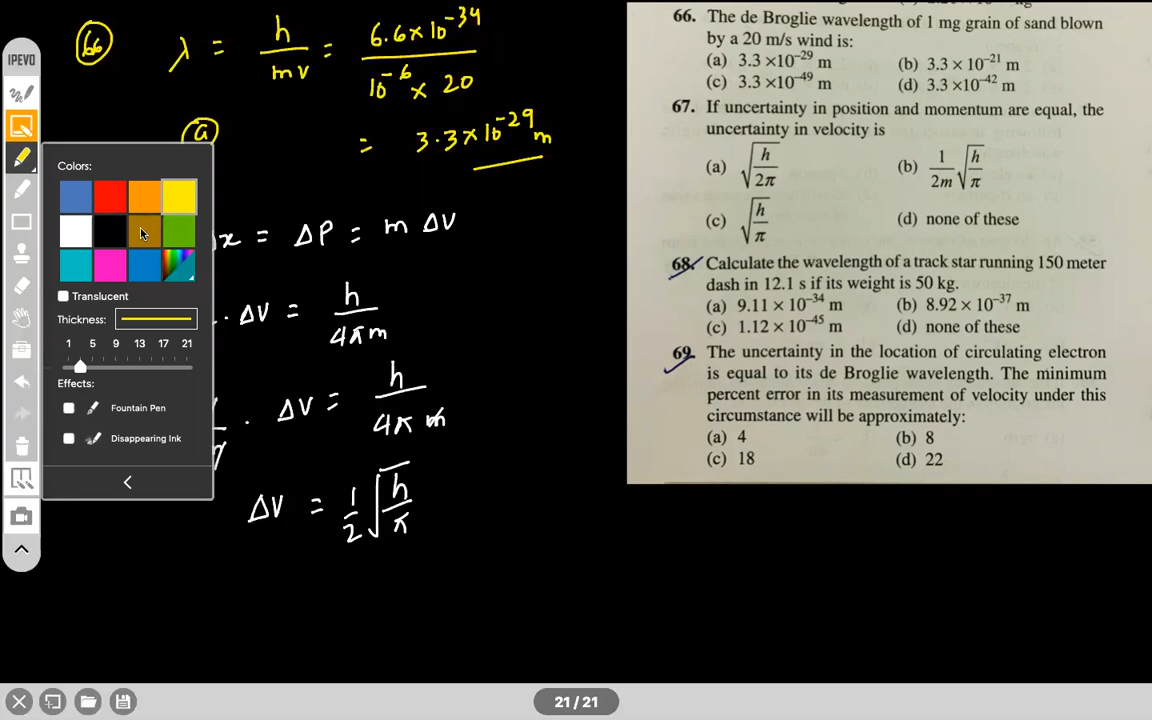 66 λ = h / mv = 6.6 × 10⁻³⁴ / 10⁻⁶ × 20
= 3.3 × 10⁻²⁹ m
a
x = ΔP = m ΔV
. ΔV = h / 4πm
. ΔV = h / 4πm
ΔV = 1/2 √(h/π)
IPEVO
Colors:
Translucent
Thickness:
1 5 9 13 17 21
Effects:
Fountain Pen
Disappearing Ink
66. The de Broglie wavelength of 1 mg grain of sand blown
by a 20 m/s wind is:
(a) 3.3 ×10⁻²⁹ m (b) 3.3 × 10⁻²¹ m
(c) 3.3 ×10⁻⁴⁹ m (d) 3.3 ×10⁻⁴² m
67. If uncertainty in position and momentum are equal, the
uncertainty in velocity is
(a) √(h/2π) (b) 1/2m √(h/π)
(c) √(h/π) (d) none of these
68. Calculate the wavelength of a track star running 150 meter
dash in 12.1 s if its weight is 50 kg.
(a) 9.11 × 10⁻³⁴ m (b) 8.92 × 10⁻³⁷ m
(c) 1.12 × 10⁻⁴⁵ m (d) none of these
69. The uncertainty in the location of circulating electron
is equal to its de Broglie wavelength. The minimum
percent error in its measurement of velocity under this
circumstance will be approximately:
(a) 4 (b) 8
(c) 18 (d) 22
21 / 21